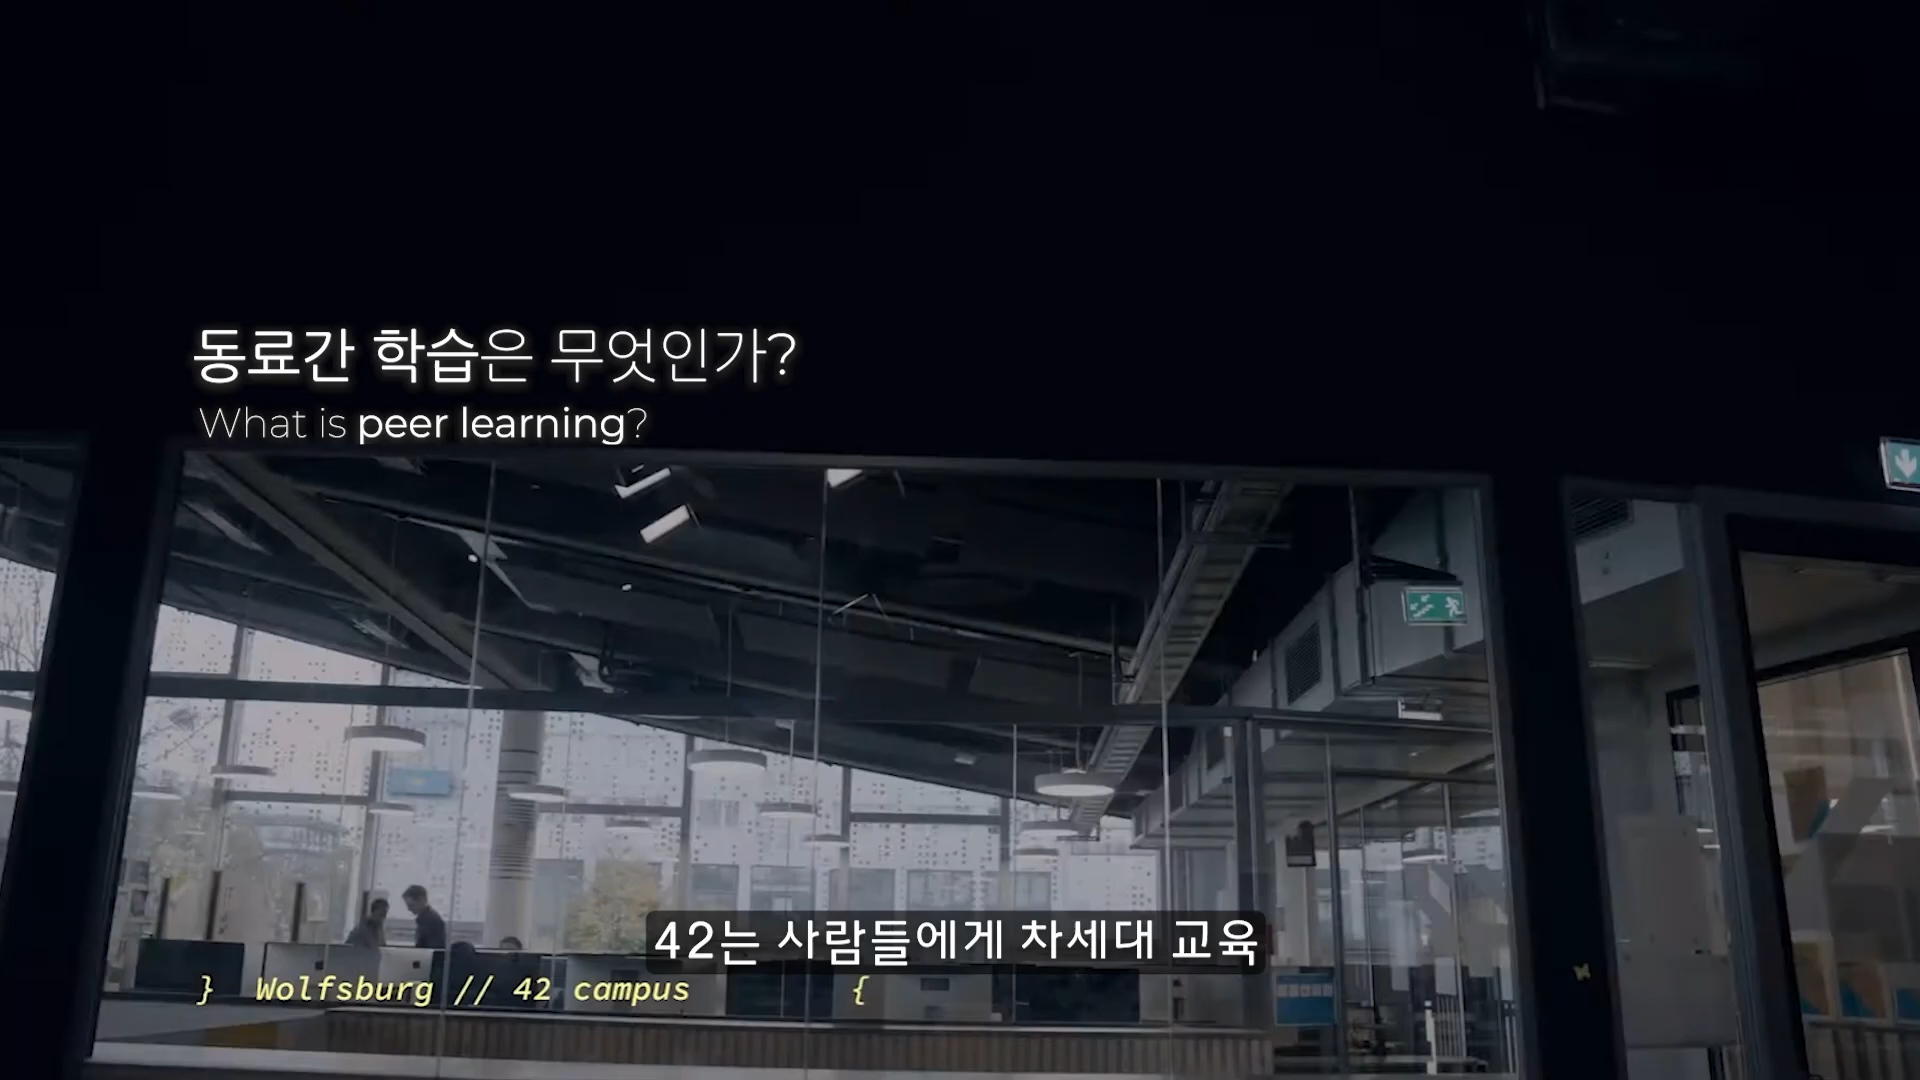 동료간 학습은 무엇인가?
What is peer learning?
42는 사람들에게 차세대 교육
} Wolfsburg // 42 campus {